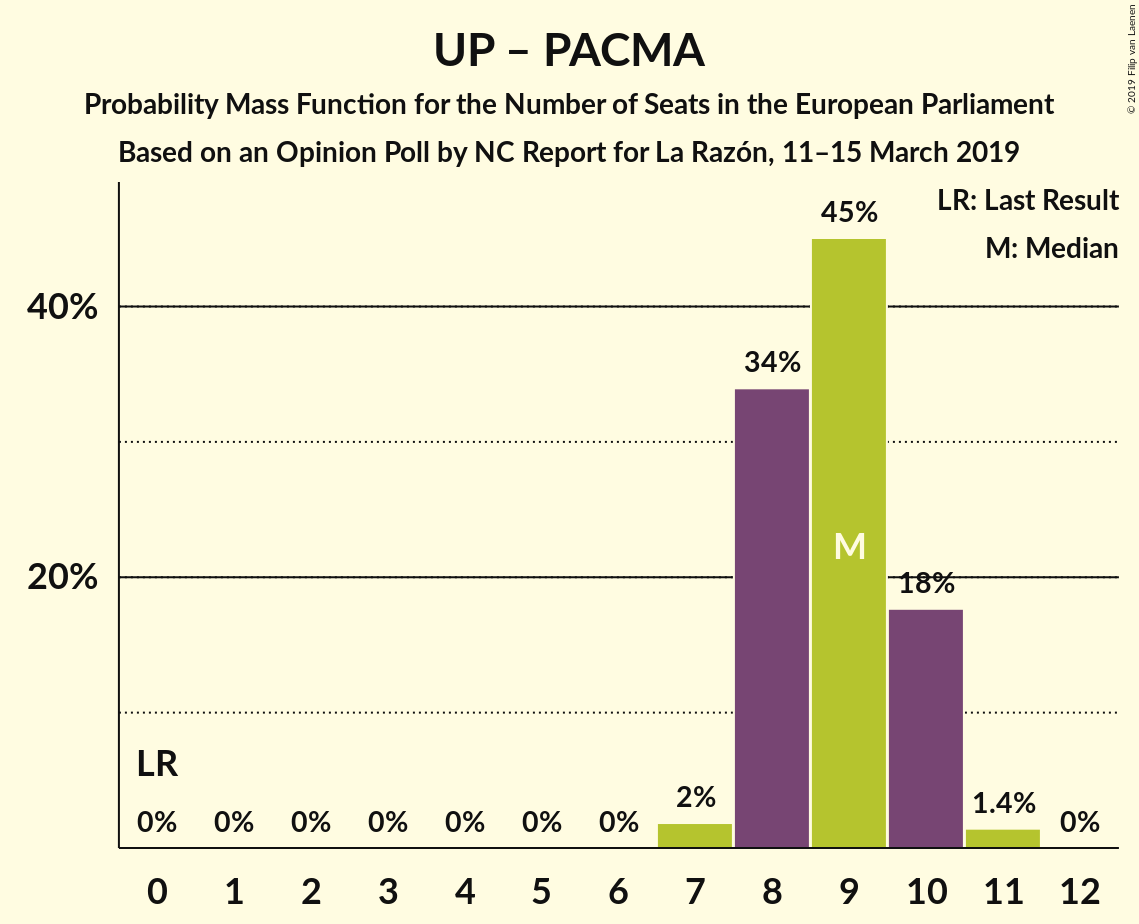 UP – PACMA
Probability Mass Function for the Number of Seats in the European Parliament
Based on an Opinion Poll by NC Report for La Razón, 11–15 March 2019
© 2019 Filip van Laenen
LR: Last Result
M: Median
45%
40%
34%
M
20%
18%
LR
0% 0% 0% 0% 0% 0% 0% 2% 1.4% 0%
0 1 2 3 4 5 6 7 8 9 10 11 12